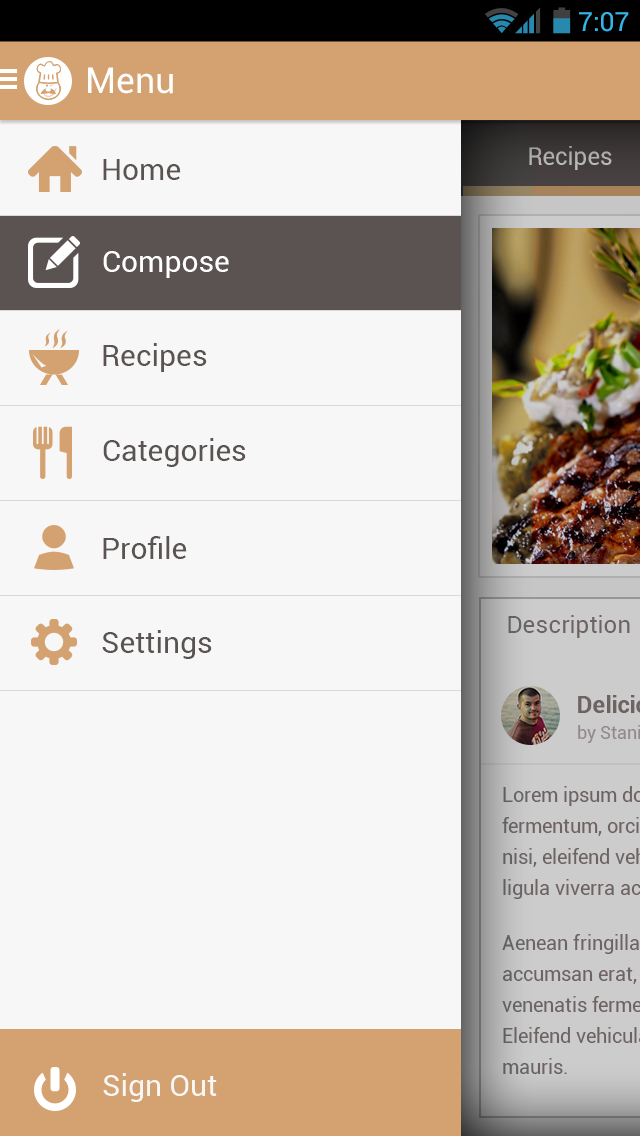 7:07
Menu
Home
Compose
Recipes
Categories
Profile
Settings
Sign Out
Recipes
Description
Delicio
by Stani
Lorem ipsum do
fermentum, orci
nisi, eleifend veh
ligula viverra ac
Aenean fringilla
accumsan erat,
venenatis ferme
Eleifend vehicula
mauris.